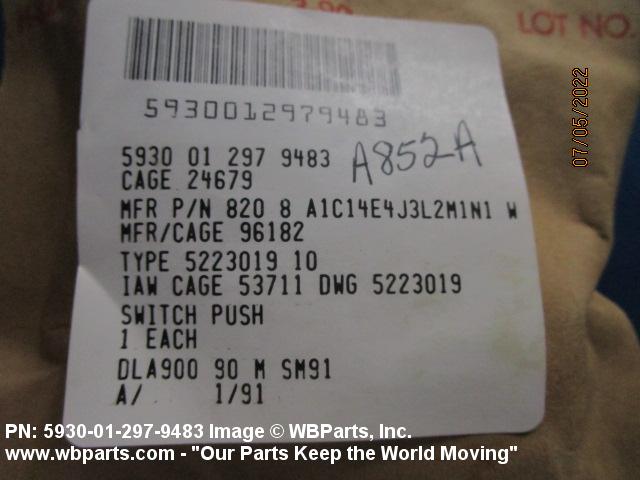 LOT NO.
5930012979483
5930 01 297 9483
A852A
CAGE 24679
MFR P/N 820 8 A1C14E4J3L2M1N1 W
MFR/CAGE 96182
TYPE 5223019 10
IAW CAGE 53711 DWG 5223019
SWITCH PUSH
1 EACH
DLA900 90 M SM91
A/ 1/91
07/05/2022
PN: 5930-01-297-9483 Image © WBParts, Inc.
www.wbparts.com - "Our Parts Keep the World Moving"